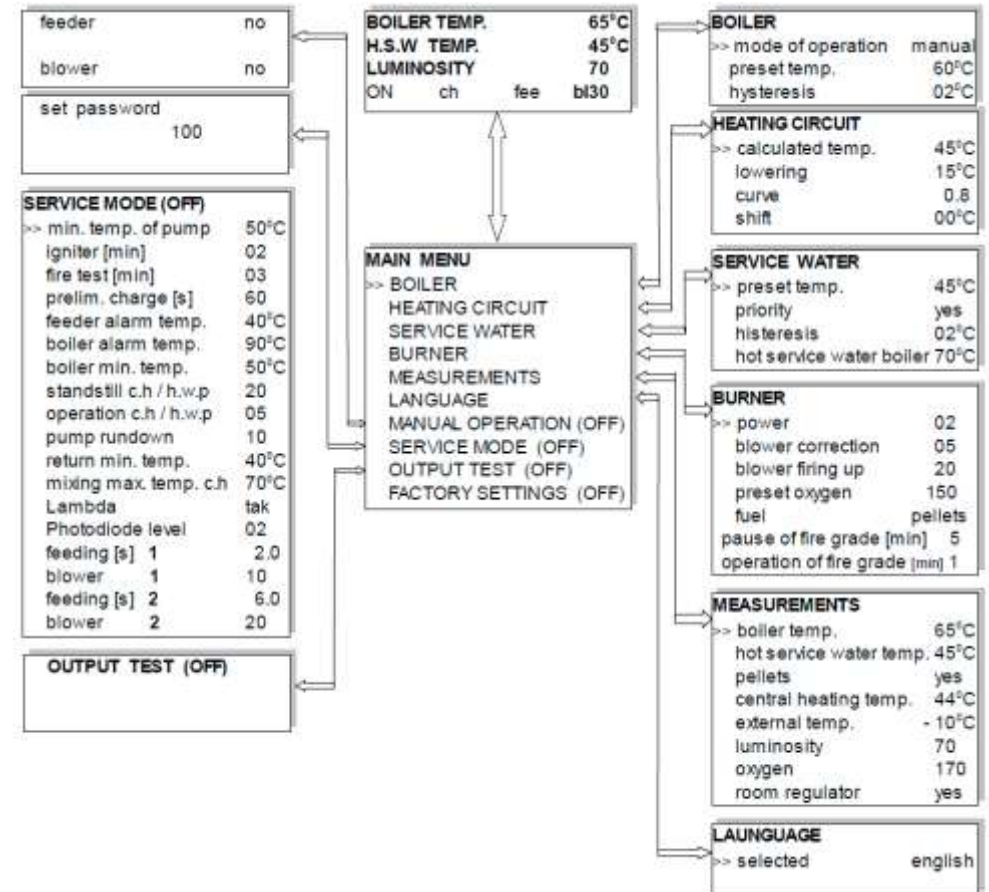 feeder no
blower no
set password
100
SERVICE MODE (OFF)
>> min. temp. of pump 50°C
igniter [min] 02
fire test [min] 03
prelim. charge [s] 60
feeder alarm temp. 40°C
boiler alarm temp. 90°C
boiler min. temp. 50°C
standstill c.h / h.w.p 20
operation c.h / h.w.p 05
pump rundown 10
return min. temp. 40°C
mixing max. temp. c.h 70°C
Lambda tak
Photodiode level 02
feeding [s] 1 2.0
blower 1 10
feeding [s] 2 6.0
blower 2 20
OUTPUT TEST (OFF)
BOILER TEMP. 65°C
H.S.W TEMP. 45°C
LUMINOSITY 70
ON ch fee bl30
MAIN MENU
>> BOILER
HEATING CIRCUIT
SERVICE WATER
BURNER
MEASUREMENTS
LANGUAGE
MANUAL OPERATION (OFF)
SERVICE MODE (OFF)
OUTPUT TEST (OFF)
FACTORY SETTINGS (OFF)
BOILER
>> mode of operation manual
preset temp. 60°C
hysteresis 02°C
HEATING CIRCUIT
>> calculated temp. 45°C
lowering 15°C
curve 0.8
shift 00°C
SERVICE WATER
>> preset temp. 45°C
priority yes
histeresis 02°C
hot service water boiler 70°C
BURNER
>> power 02
blower correction 05
blower firing up 20
preset oxygen 150
fuel pellets
pause of fire grade [min] 5
operation of fire grade [min] 1
MEASUREMENTS
>> boiler temp. 65°C
hot service water temp. 45°C
pellets yes
central heating temp. 44°C
external temp. - 10°C
luminosity 70
oxygen 170
room regulator yes
LAUNGUAGE
>> selected english